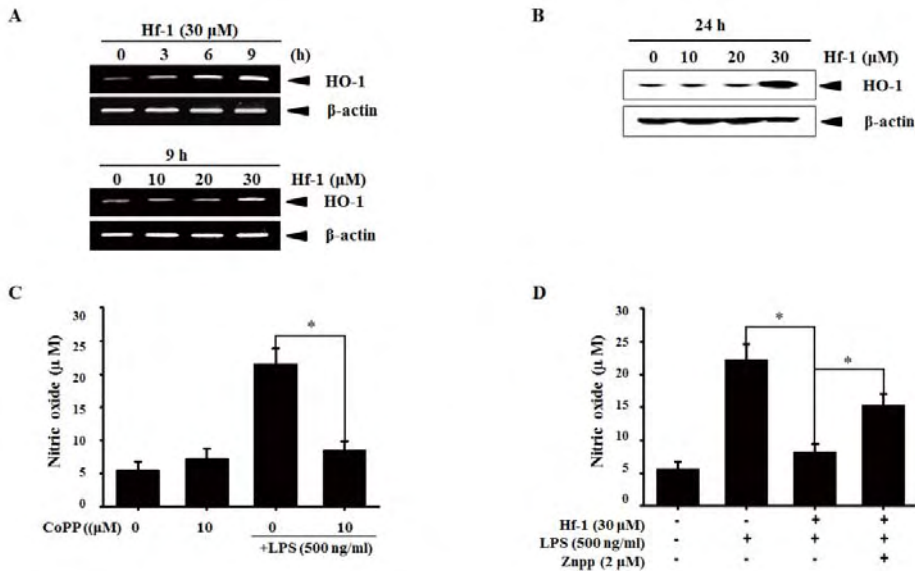 A
Hf-1 (30 µM)
0 3 6 9 (h)
HO-1
β-actin
9 h
0 10 20 30 Hf-1 (µM)
HO-1
β-actin
B
24 h
0 10 20 30 Hf-1 (µM)
HO-1
β-actin
C
Nitric oxide (µ M)
30
25
20
15
10
5
0
*
CoPP((µM) 0 10 0 10
+LPS (500 ng/ml)
D
Nitric oxide (µ M)
30
25
20
15
10
5
0
*
*
Hf-1 (30 µM) - - + +
LPS (500 ng/ml) - + + +
Znpp (2 µM) - - - +